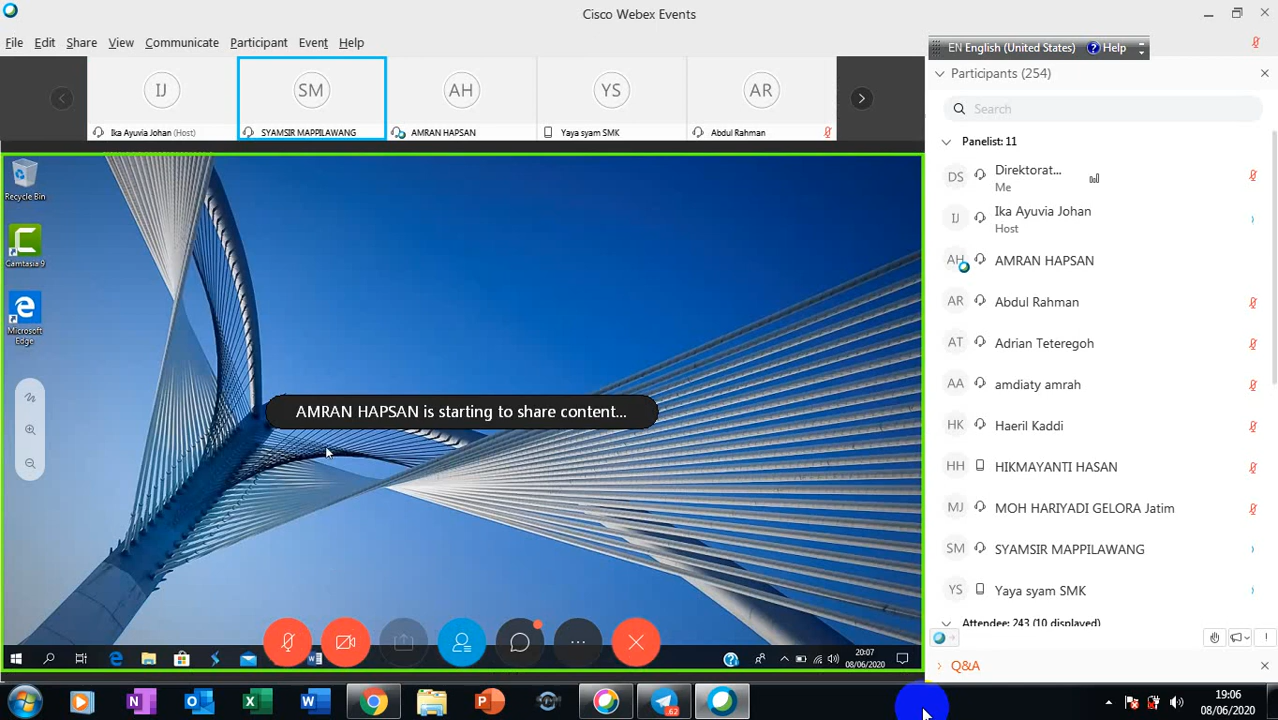 Cisco Webex Events
File Edit Share View Communicate Participant Event Help
EN English (United States) ? Help
IJ
Ika Ayuvia Johan (Host)
SM
SYAMSIR MAPPILAWANG
AH
AMRAN HAPSAN
YS
Yaya syam SMK
AR
Abdul Rahman
Recycle Bin
Camtasia 9
Microsoft
Edge
AMRAN HAPSAN is starting to share content...
20:07
08/06/2020
Participants (254)
Search
Panelist: 11
DS Direktorat...
Me
IJ Ika Ayuvia Johan
Host
AH AMRAN HAPSAN
AR Abdul Rahman
AT Adrian Teteregoh
AA amdiaty amrah
HK Haeril Kaddi
HH HIKMAYANTI HASAN
MJ MOH HARIYADI GELORA Jatim
SM SYAMSIR MAPPILAWANG
YS Yaya syam SMK
Attendee: 243 (10 displayed)
Q&A
62
19:06
08/06/2020